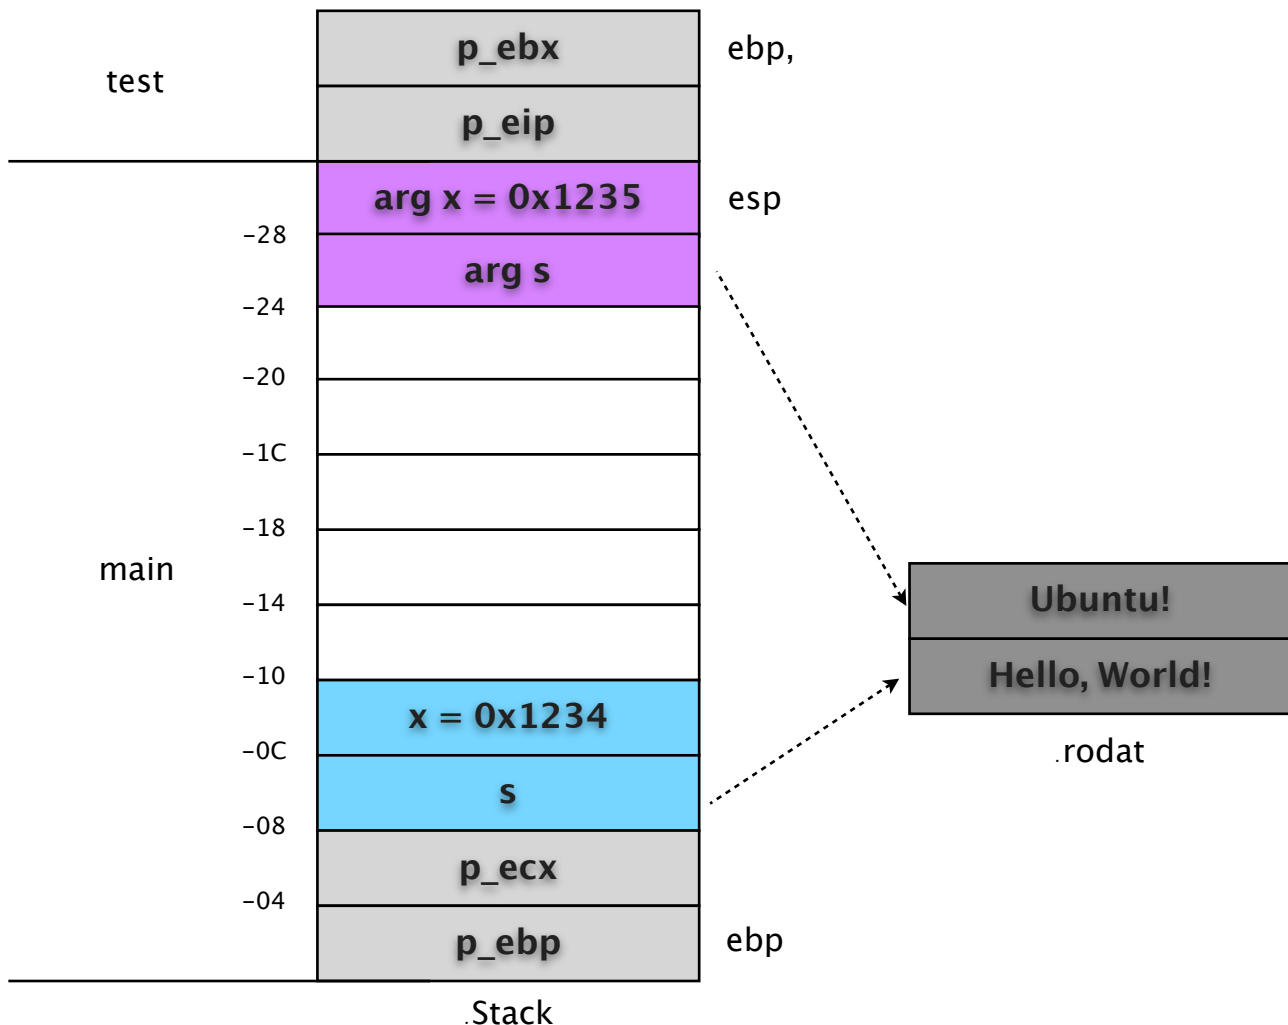 p_ebx
ebp,
test
p_eip
arg x = 0x1235
esp
-28
arg s
-24
-20
-1C
-18
main
-14
Ubuntu!
-10
Hello, World!
x = 0x1234
-0C
.rodat
s
-08
p_ecx
-04
p_ebp
ebp
.Stack